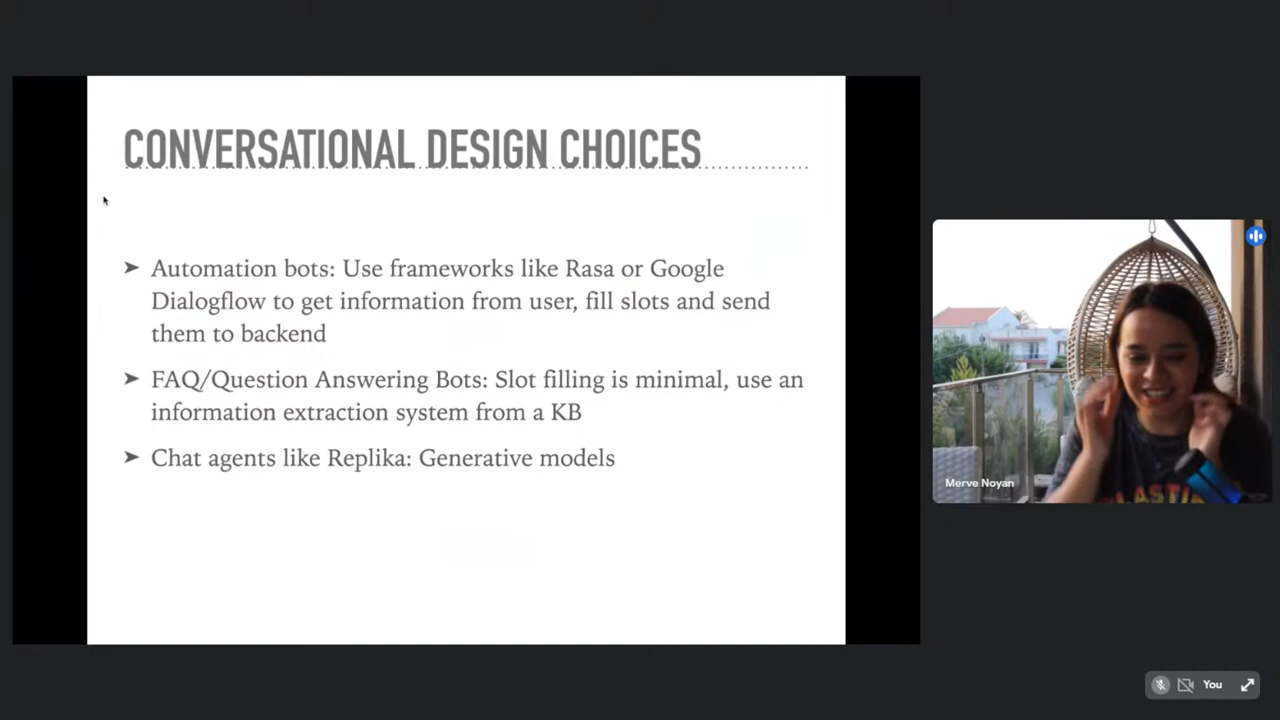 CONVERSATIONAL DESIGN CHOICES
➤ Automation bots: Use frameworks like Rasa or Google
Dialogflow to get information from user, fill slots and send
them to backend
➤ FAQ/Question Answering Bots: Slot filling is minimal, use an
information extraction system from a KB
➤ Chat agents like Replika: Generative models
Merve Noyan
You